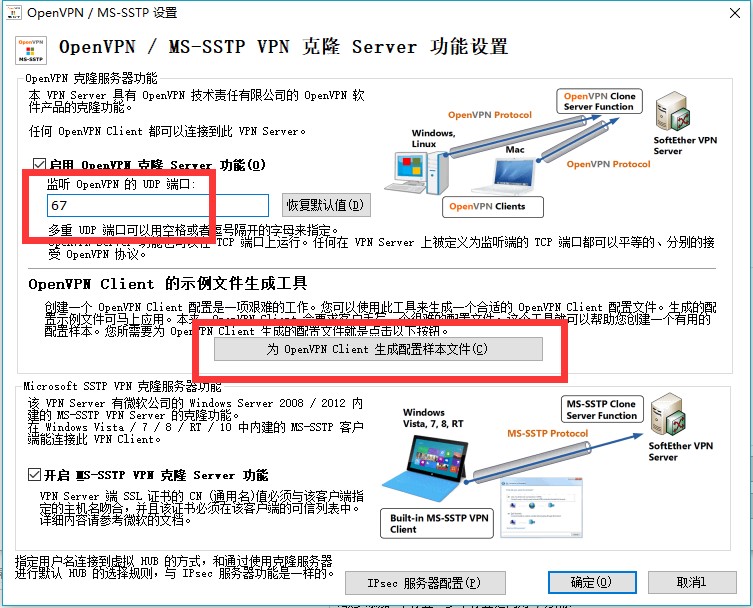 OpenVPN / MS-SSTP 设置
OpenVPN
MS-SSTP
OpenVPN / MS-SSTP VPN 克隆 Server 功能设置
OpenVPN 克隆服务器功能
本 VPN Server 具有 OpenVPN 技术责任有限公司的 OpenVPN 软
件产品的克隆功能。
任何 OpenVPN Client 都可以连接到此 VPN Server。
OpenVPN Clone
Server Function
OpenVPN Protocol
SoftEther VPN
Server
Windows,
Linux
Mac
OpenVPN Protocol
OpenVPN Clients
启用 OpenVPN 克隆 Server 功能(O)
监听 OpenVPN 的 UDP 端口:
67
恢复默认值(D)
多重 UDP 端口可以用空格或者逗号隔开的字母来指定。
OpenVPN Server 功能也可以在 TCP 端口上运行。任何在 VPN Server 上被定义为监听端的 TCP 端口都可以平等的、分别的接
受 OpenVPN 协议。
OpenVPN Client 的示例文件生成工具
创建一个 OpenVPN Client 配置是一项艰难的工作。您可以使用此工具来生成一个合适的 OpenVPN Client 配置文件。生成的配
置示例文件可马上应用。本来，OpenVPN Client 会要求客户手写一个很难的配置文件。这个工具就可以帮助您创建一个有用的
配置样本。您所需要为 OpenVPN Client 生成的配置文件就是点击以下按钮。
为 OpenVPN Client 生成配置样本文件(C)
Microsoft SSTP VPN 克隆服务器功能
该 VPN Server 有微软公司的 Windows Server 2008 / 2012 内
建的 MS-SSTP VPN Server 的克隆功能。
在 Windows Vista / 7 / 8 / RT / 10 中内建的 MS-SSTP 客户
端能连接此 VPN Client。
Windows
Vista, 7, 8, RT
MS-SSTP Clone
Server Function
MS-SSTP Protocol
SoftEther VPN
Server
Built-in MS-SSTP VPN
Client
开启 MS-SSTP VPN 克隆 Server 功能
VPN Server 端 SSL 证书的 CN (通用名)值必须与该客户端指
定的主机名吻合，并且该证书必须在该客户端的可信列表中。
详细内容请参考微软的文档。
指定用户名连接到虚拟 HUB 的方式，和通过使用克隆服务器
进行默认 HUB 的选择规则，与 IPsec 服务器功能是一样的。
IPsec 服务器配置(P)
确定(O)
取消l